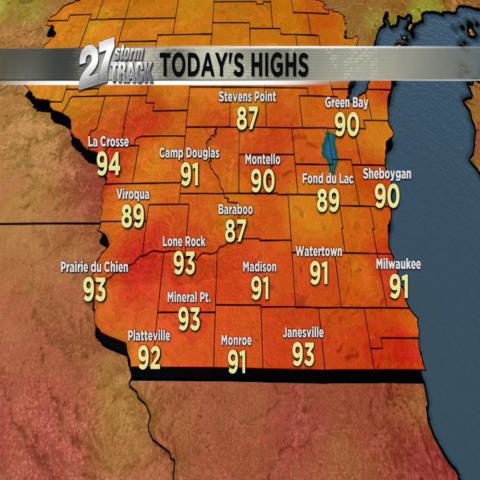 27 storm TRACK TODAY'S HIGHS
Stevens Point
87
Green Bay
90
La Crosse
94
Camp Douglas
91
Montello
90
Fond du Lac
89
Sheboygan
90
Viroqua
89
Baraboo
87
Lone Rock
93
Watertown
91
Prairie du Chien
93
Madison
91
Milwaukee
91
Mineral Pt.
93
Platteville
92
Monroe
91
Janesville
93